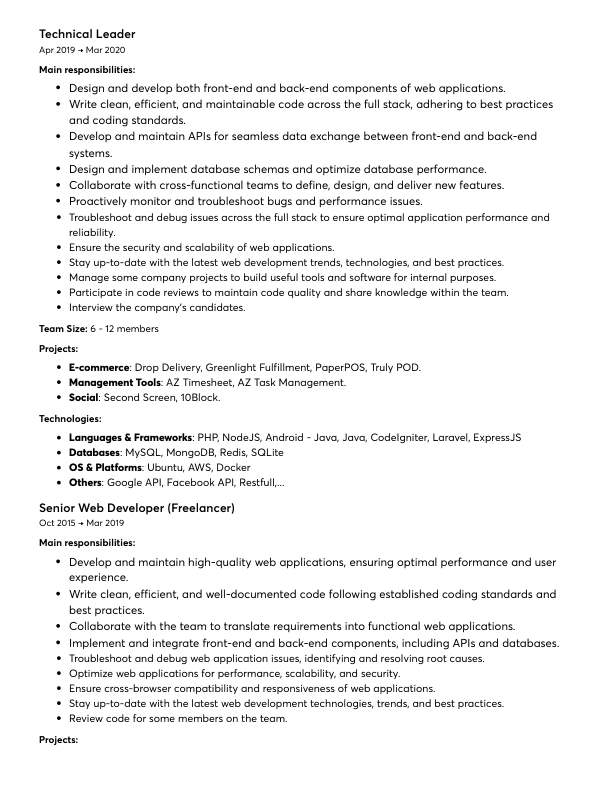 Technical Leader
Apr 2019 → Mar 2020
Main responsibilities:
• Design and develop both front-end and back-end components of web applications.
• Write clean, efficient, and maintainable code across the full stack, adhering to best practices
and coding standards.
• Develop and maintain APIs for seamless data exchange between front-end and back-end
systems.
• Design and implement database schemas and optimize database performance.
• Collaborate with cross-functional teams to define, design, and deliver new features.
• Proactively monitor and troubleshoot bugs and performance issues.
• Troubleshoot and debug issues across the full stack to ensure optimal application performance and
reliability.
• Ensure the security and scalability of web applications.
• Stay up-to-date with the latest web development trends, technologies, and best practices.
• Manage some company projects to build useful tools and software for internal purposes.
• Participate in code reviews to maintain code quality and share knowledge within the team.
• Interview the company's candidates.
Team Size: 6 - 12 members
Projects:
• E-commerce: Drop Delivery, Greenlight Fulfillment, PaperPOS, Truly POD.
• Management Tools: AZ Timesheet, AZ Task Management.
• Social: Second Screen, 10Block.
Technologies:
• Languages & Frameworks: PHP, NodeJS, Android - Java, Java, CodeIgniter, Laravel, ExpressJS
• Databases: MySQL, MongoDB, Redis, SQLite
• OS & Platforms: Ubuntu, AWS, Docker
• Others: Google API, Facebook API, Restfull,...
Senior Web Developer (Freelancer)
Oct 2015 → Mar 2019
Main responsibilities:
• Develop and maintain high-quality web applications, ensuring optimal performance and user
experience.
• Write clean, efficient, and well-documented code following established coding standards and
best practices.
• Collaborate with the team to translate requirements into functional web applications.
• Implement and integrate front-end and back-end components, including APIs and databases.
• Troubleshoot and debug web application issues, identifying and resolving root causes.
• Optimize web applications for performance, scalability, and security.
• Ensure cross-browser compatibility and responsiveness of web applications.
• Stay up-to-date with the latest web development technologies, trends, and best practices.
• Review code for some members on the team.
Projects: